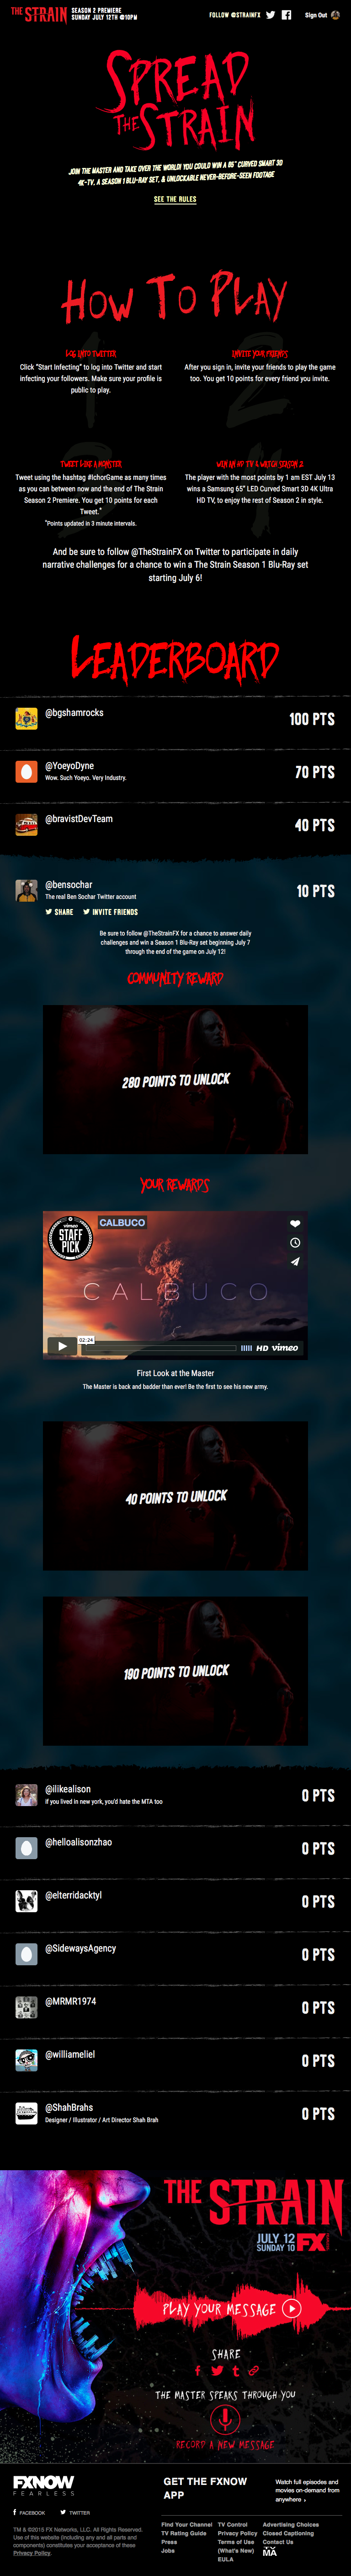 THE STRAIN
SEASON 2 PREMIERE
SUNDAY JULY 12TH @10PM
FOLLOW @STRAINFX
Sign Out
SPREAD
THE STRAIN
JOIN THE MASTER AND TAKE OVER THE WORLD! YOU COULD WIN A 65" CURVED SMART 3D
4K-TV, A SEASON 1 BLU-RAY SET, & UNLOCKABLE NEVER-BEFORE-SEEN FOOTAGE
SEE THE RULES
HOW TO PLAY
1
LOG INTO TWITTER
Click "Start Infecting" to log into Twitter and start
infecting your followers. Make sure your profile is
public to play.
2
INVITE YOUR FRIENDS
After you sign in, invite your friends to play the game
too. You get 10 points for every friend you invite.
3
TWEET LIKE A MONSTER
Tweet using the hashtag #IchorGame as many times
as you can between now and the end of The Strain
Season 2 Premiere. You get 10 points for each
Tweet.*
*Points updated in 3 minute intervals.
4
WIN AN HD TV & WATCH SEASON 2
The player with the most points by 1 am EST July 13
wins a Samsung 65" LED Curved Smart 3D 4K Ultra
HD TV, to enjoy the rest of Season 2 in style.
And be sure to follow @TheStrainFX on Twitter to participate in daily
narrative challenges for a chance to win a The Strain Season 1 Blu-Ray set
starting July 6!
LEADERBOARD
@bgshamrocks
100 PTS
@YoeyoDyne
Wow. Such Yoeyo. Very Industry.
70 PTS
@bravistDevTeam
40 PTS
@bensochar
The real Ben Sochar Twitter account
10 PTS
SHARE
INVITE FRIENDS
Be sure to follow @TheStrainFX for a chance to answer daily
challenges and win a Season 1 Blu-Ray set beginning July 7
through the end of the game on July 12!
COMMUNITY REWARD
280 POINTS TO UNLOCK
YOUR REWARDS
vimeo
STAFF
PICK
CALBUCO
CALBUCO
02:24
HD vimeo
First Look at the Master
The Master is back and badder than ever! Be the first to see his new army.
40 POINTS TO UNLOCK
190 POINTS TO UNLOCK
@ilikealison
if you lived in new york, you'd hate the MTA too
0 PTS
@helloalisonzhao
0 PTS
@elterridacktyl
0 PTS
@SidewaysAgency
0 PTS
@MRMR1974
0 PTS
@williameliel
0 PTS
@ShahBrahs
Designer / Illustrator / Art Director Shah Brah
0 PTS
THE STRAIN
JULY 12
SUNDAY 10
FX
PLAY YOUR MESSAGE
SHARE
THE MASTER SPEAKS THROUGH YOU
RECORD A NEW MESSAGE
FXNOW
FEARLESS
GET THE FXNOW
APP
Watch full episodes and
movies on-demand from
anywhere
FACEBOOK
TWITTER
TM & ©2015 FX Networks, LLC. All Rights Reserved.
Use of this website (including any and all parts and
components) constitutes your acceptance of these
Privacy Policy.
Find Your Channel
TV Rating Guide
Press
Jobs
TV Control
Privacy Policy
Terms of Use
(What's New)
EULA
Advertising Choices
Closed Captioning
Contact Us
TV
MA